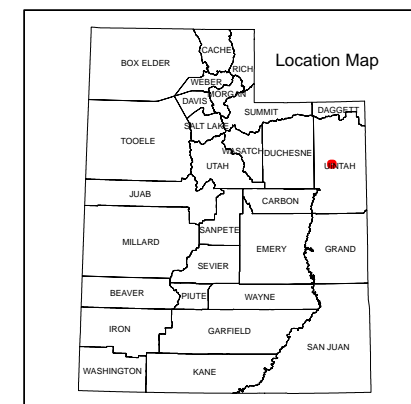 Location Map
BOX ELDER
CACHE
RICH
WEBER
MORGAN
DAVIS
SUMMIT
DAGGETT
SALT LAKE
TOOELE
WASATCH
DUCHESNE
UINTAH
UTAH
JUAB
CARBON
SANPETE
MILLARD
EMERY
GRAND
SEVIER
BEAVER
PIUTE
WAYNE
IRON
GARFIELD
SAN JUAN
WASHINGTON
KANE